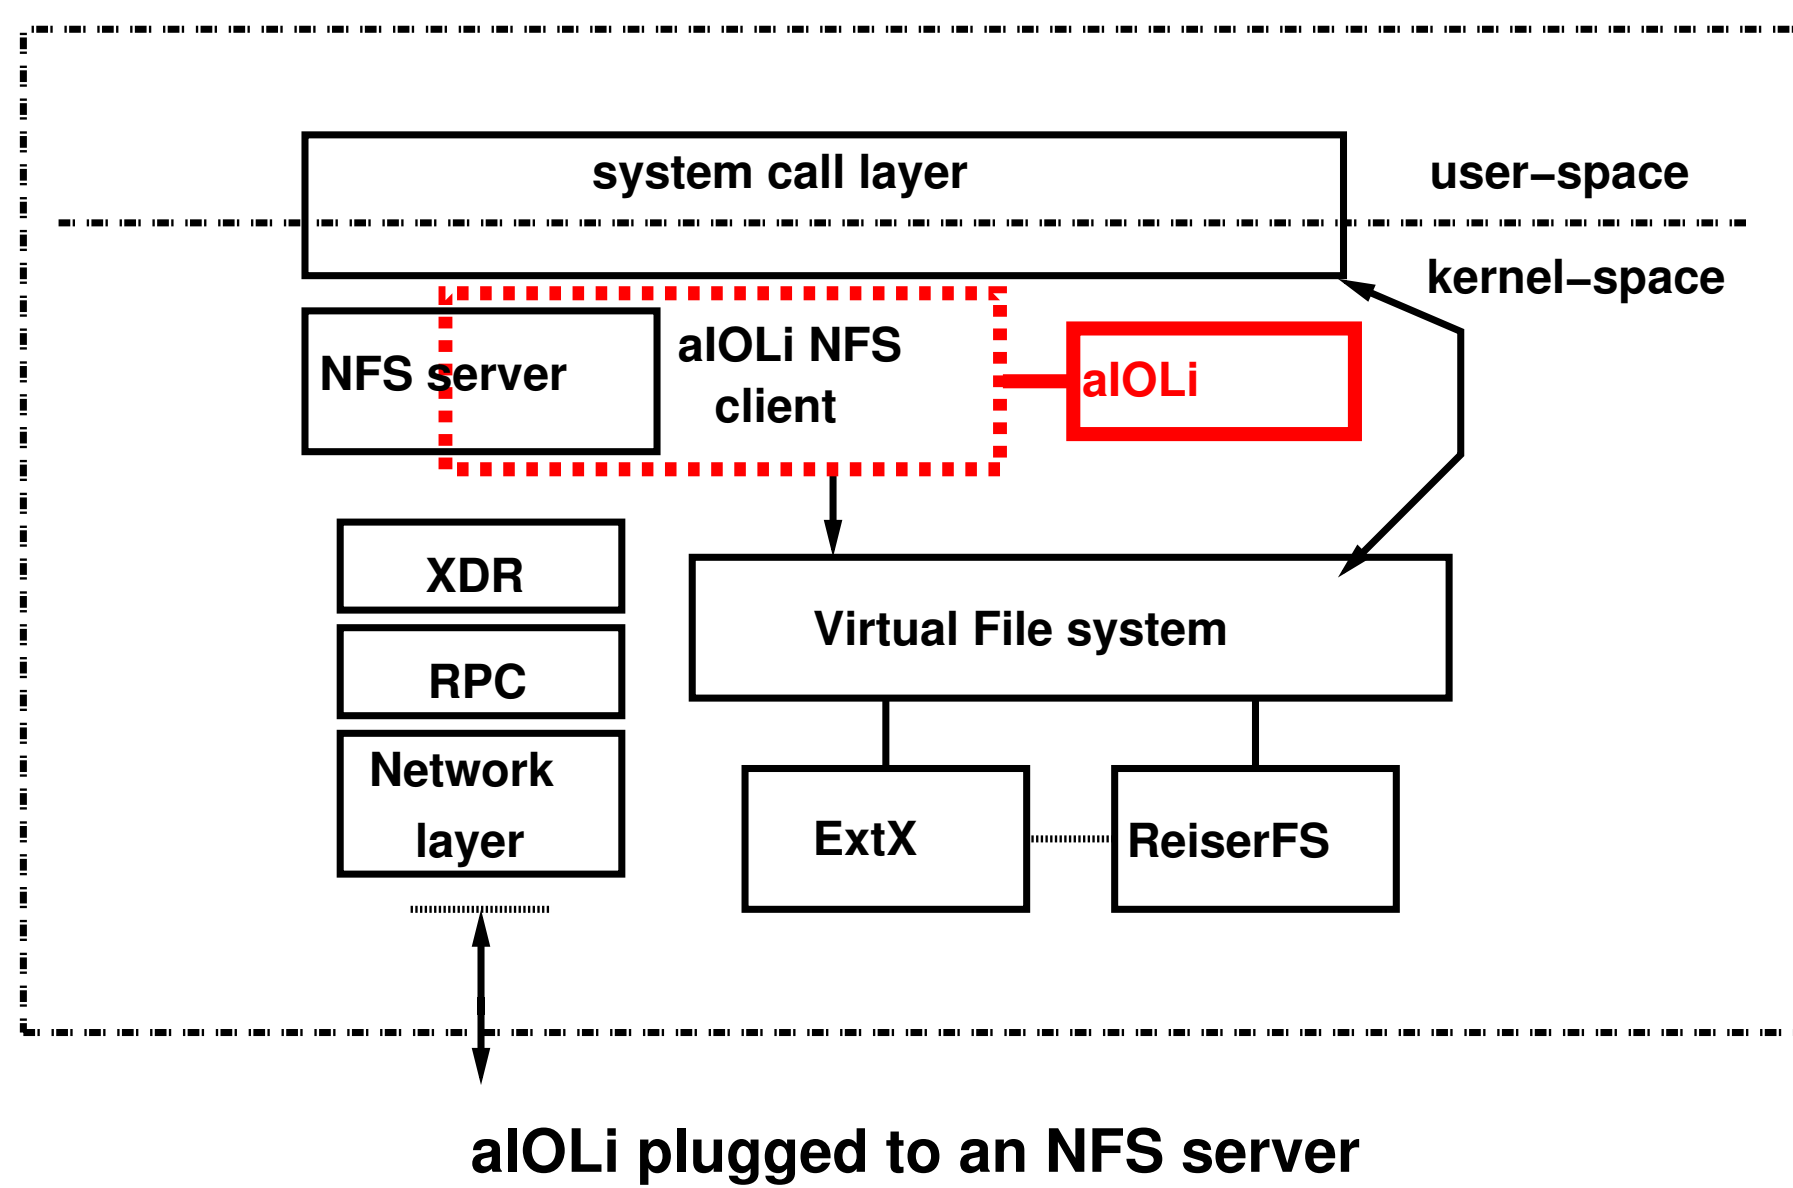 system call layer
user−space
kernel−space
NFS server
aIOLi NFS
client
aIOLi
XDR
RPC
Network
layer
Virtual File system
ExtX
ReiserFS
aIOLi plugged to an NFS server